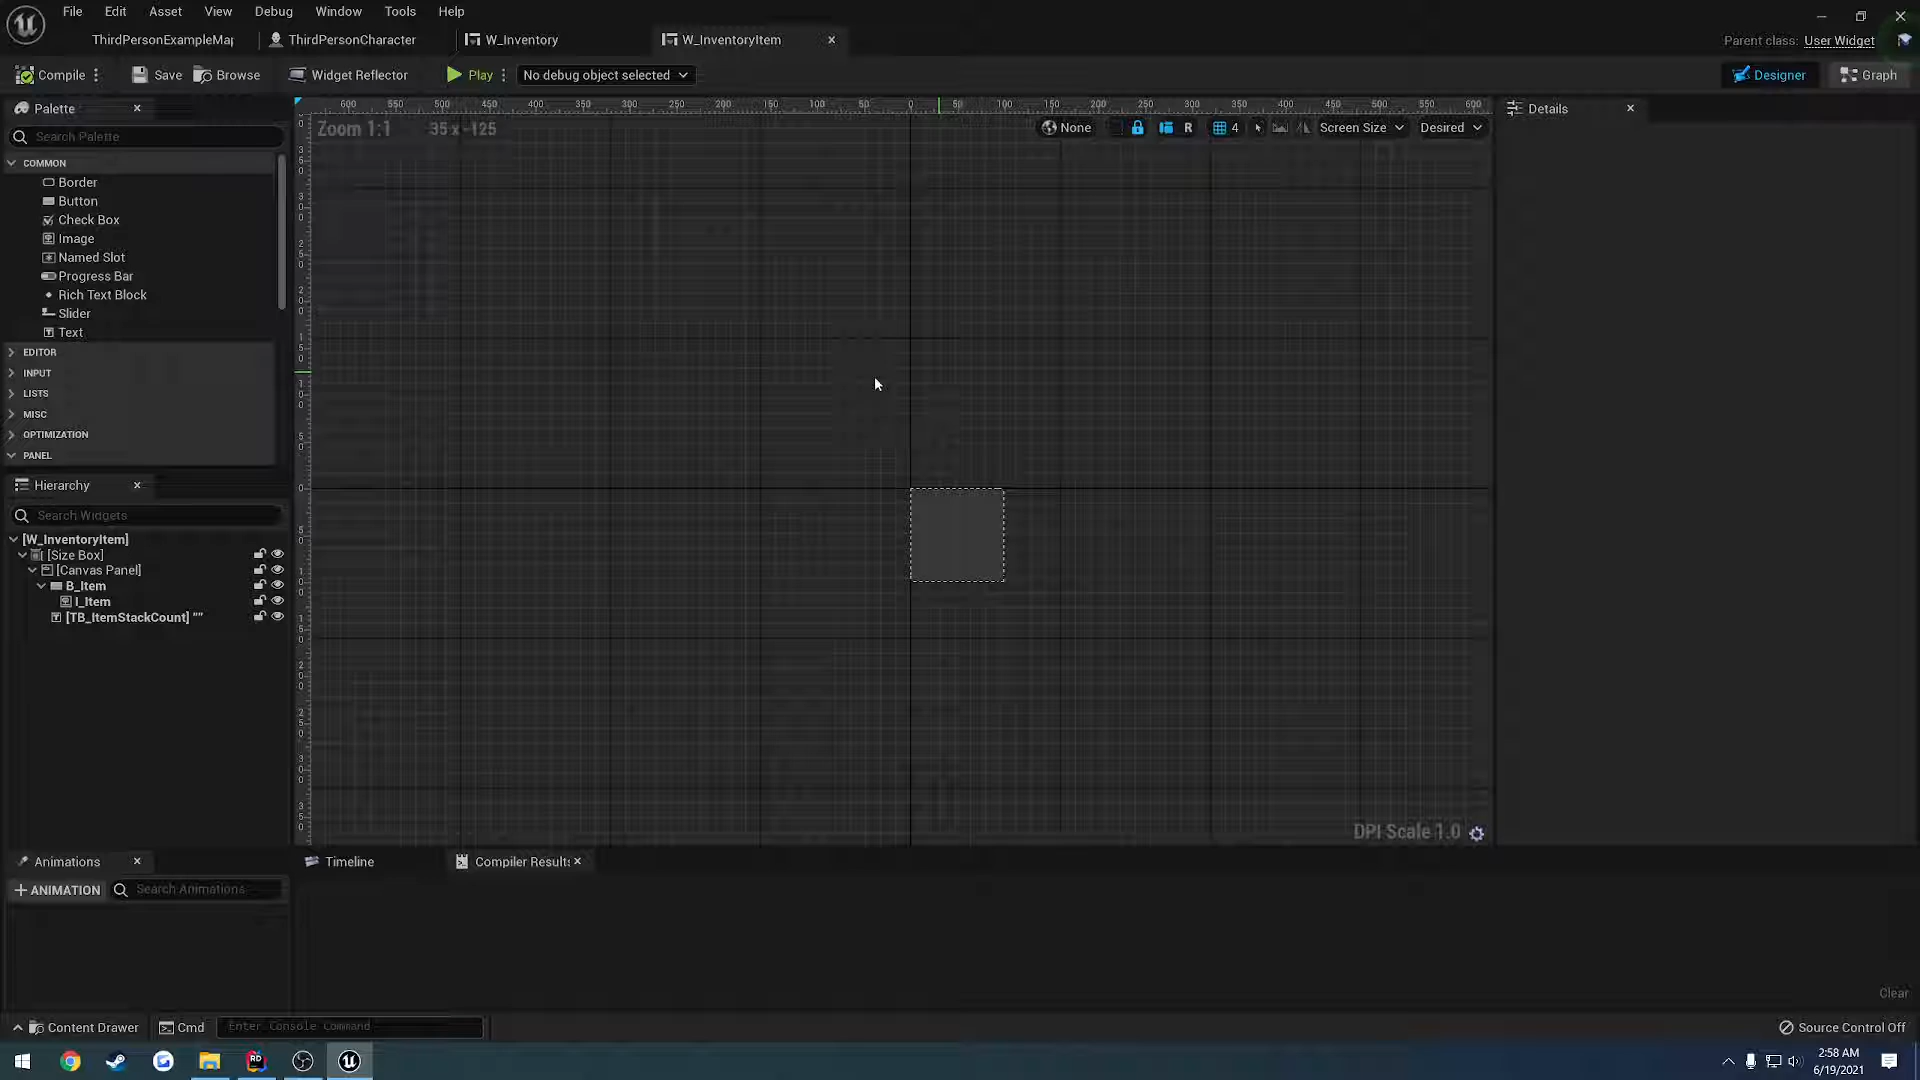 File Edit Asset View Debug Window Tools Help
ThirdPersonExampleMap ThirdPersonCharacter W_Inventory W_InventoryItem
Parent class: User Widget
Compile Save Browse Widget Reflector Play No debug object selected Designer Graph
Palette
Search Palette
COMMON
Border
Button
Check Box
Image
Named Slot
Progress Bar
Rich Text Block
Slider
Text
EDITOR
INPUT
LISTS
MISC
OPTIMIZATION
PANEL
Hierarchy
Search Widgets
[W_InventoryItem]
[Size Box]
[Canvas Panel]
B_Item
I_Item
[TB_ItemStackCount] ""
600 550 500 450 400 350 300 250 200 150 100 50 0 50 100 150 200 250 300 350 400 450 500 550 600
Zoom 1:1 35 x -125
None R 4 Screen Size Desired
DPI Scale 1.0
Details
Animations
ANIMATION Search Animations
Timeline Compiler Results
Clear
Content Drawer Cmd Enter Console Command Source Control Off
RD
2:58 AM
6/19/2021